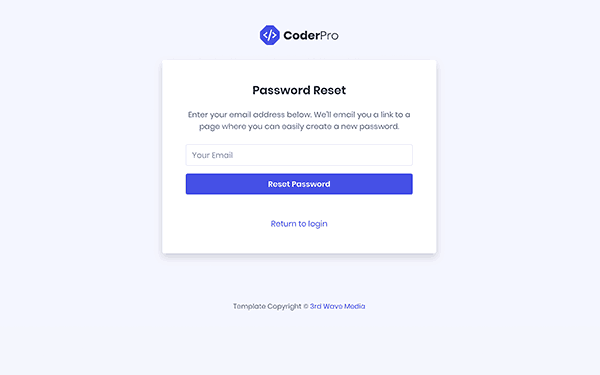 </> CoderPro
Password Reset
Enter your email address below. We'll email you a link to a
page where you can easily create a new password.
Your Email
Reset Password
Return to login
Template Copyright © 3rd Wave Media